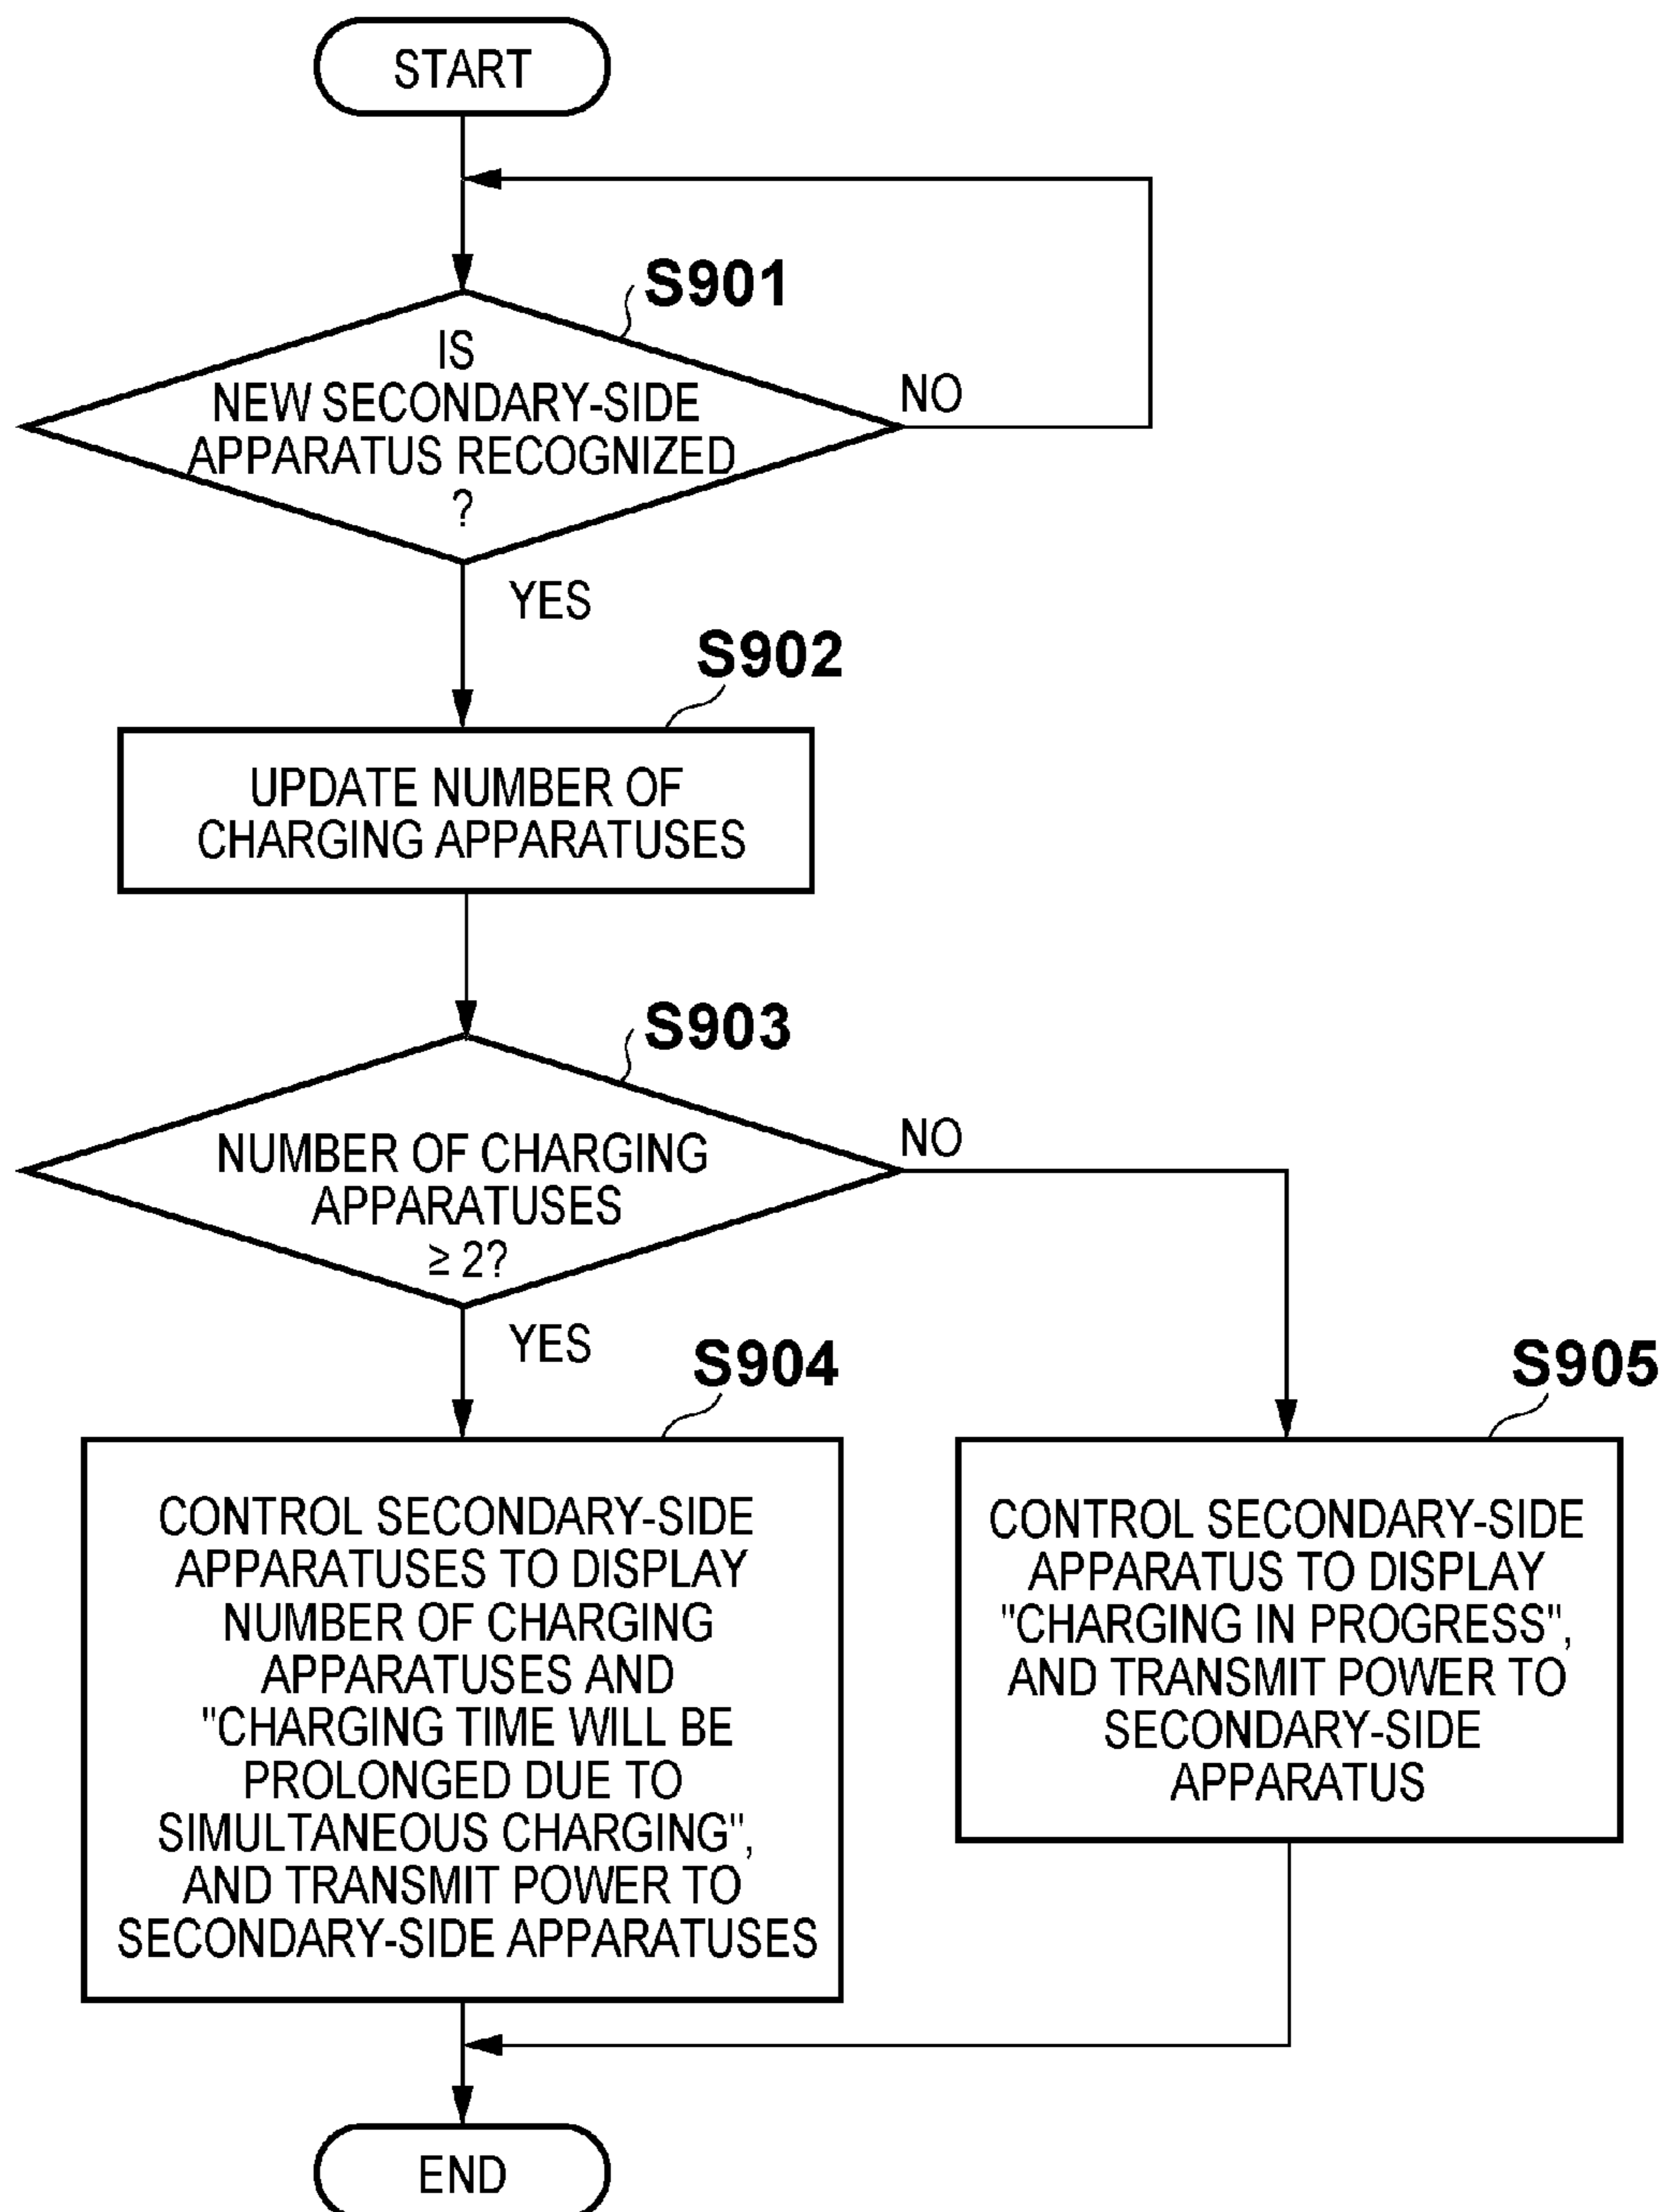 START
S901
IS
NEW SECONDARY-SIDE
APPARATUS RECOGNIZED
?
NO
YES
S902
UPDATE NUMBER OF
CHARGING APPARATUSES
S903
NUMBER OF CHARGING
APPARATUSES
≥ 2?
NO
YES
S904
CONTROL SECONDARY-SIDE
APPARATUSES TO DISPLAY
NUMBER OF CHARGING
APPARATUSES AND
"CHARGING TIME WILL BE
PROLONGED DUE TO
SIMULTANEOUS CHARGING",
AND TRANSMIT POWER TO
SECONDARY-SIDE APPARATUSES
S905
CONTROL SECONDARY-SIDE
APPARATUS TO DISPLAY
"CHARGING IN PROGRESS",
AND TRANSMIT POWER TO
SECONDARY-SIDE
APPARATUS
END